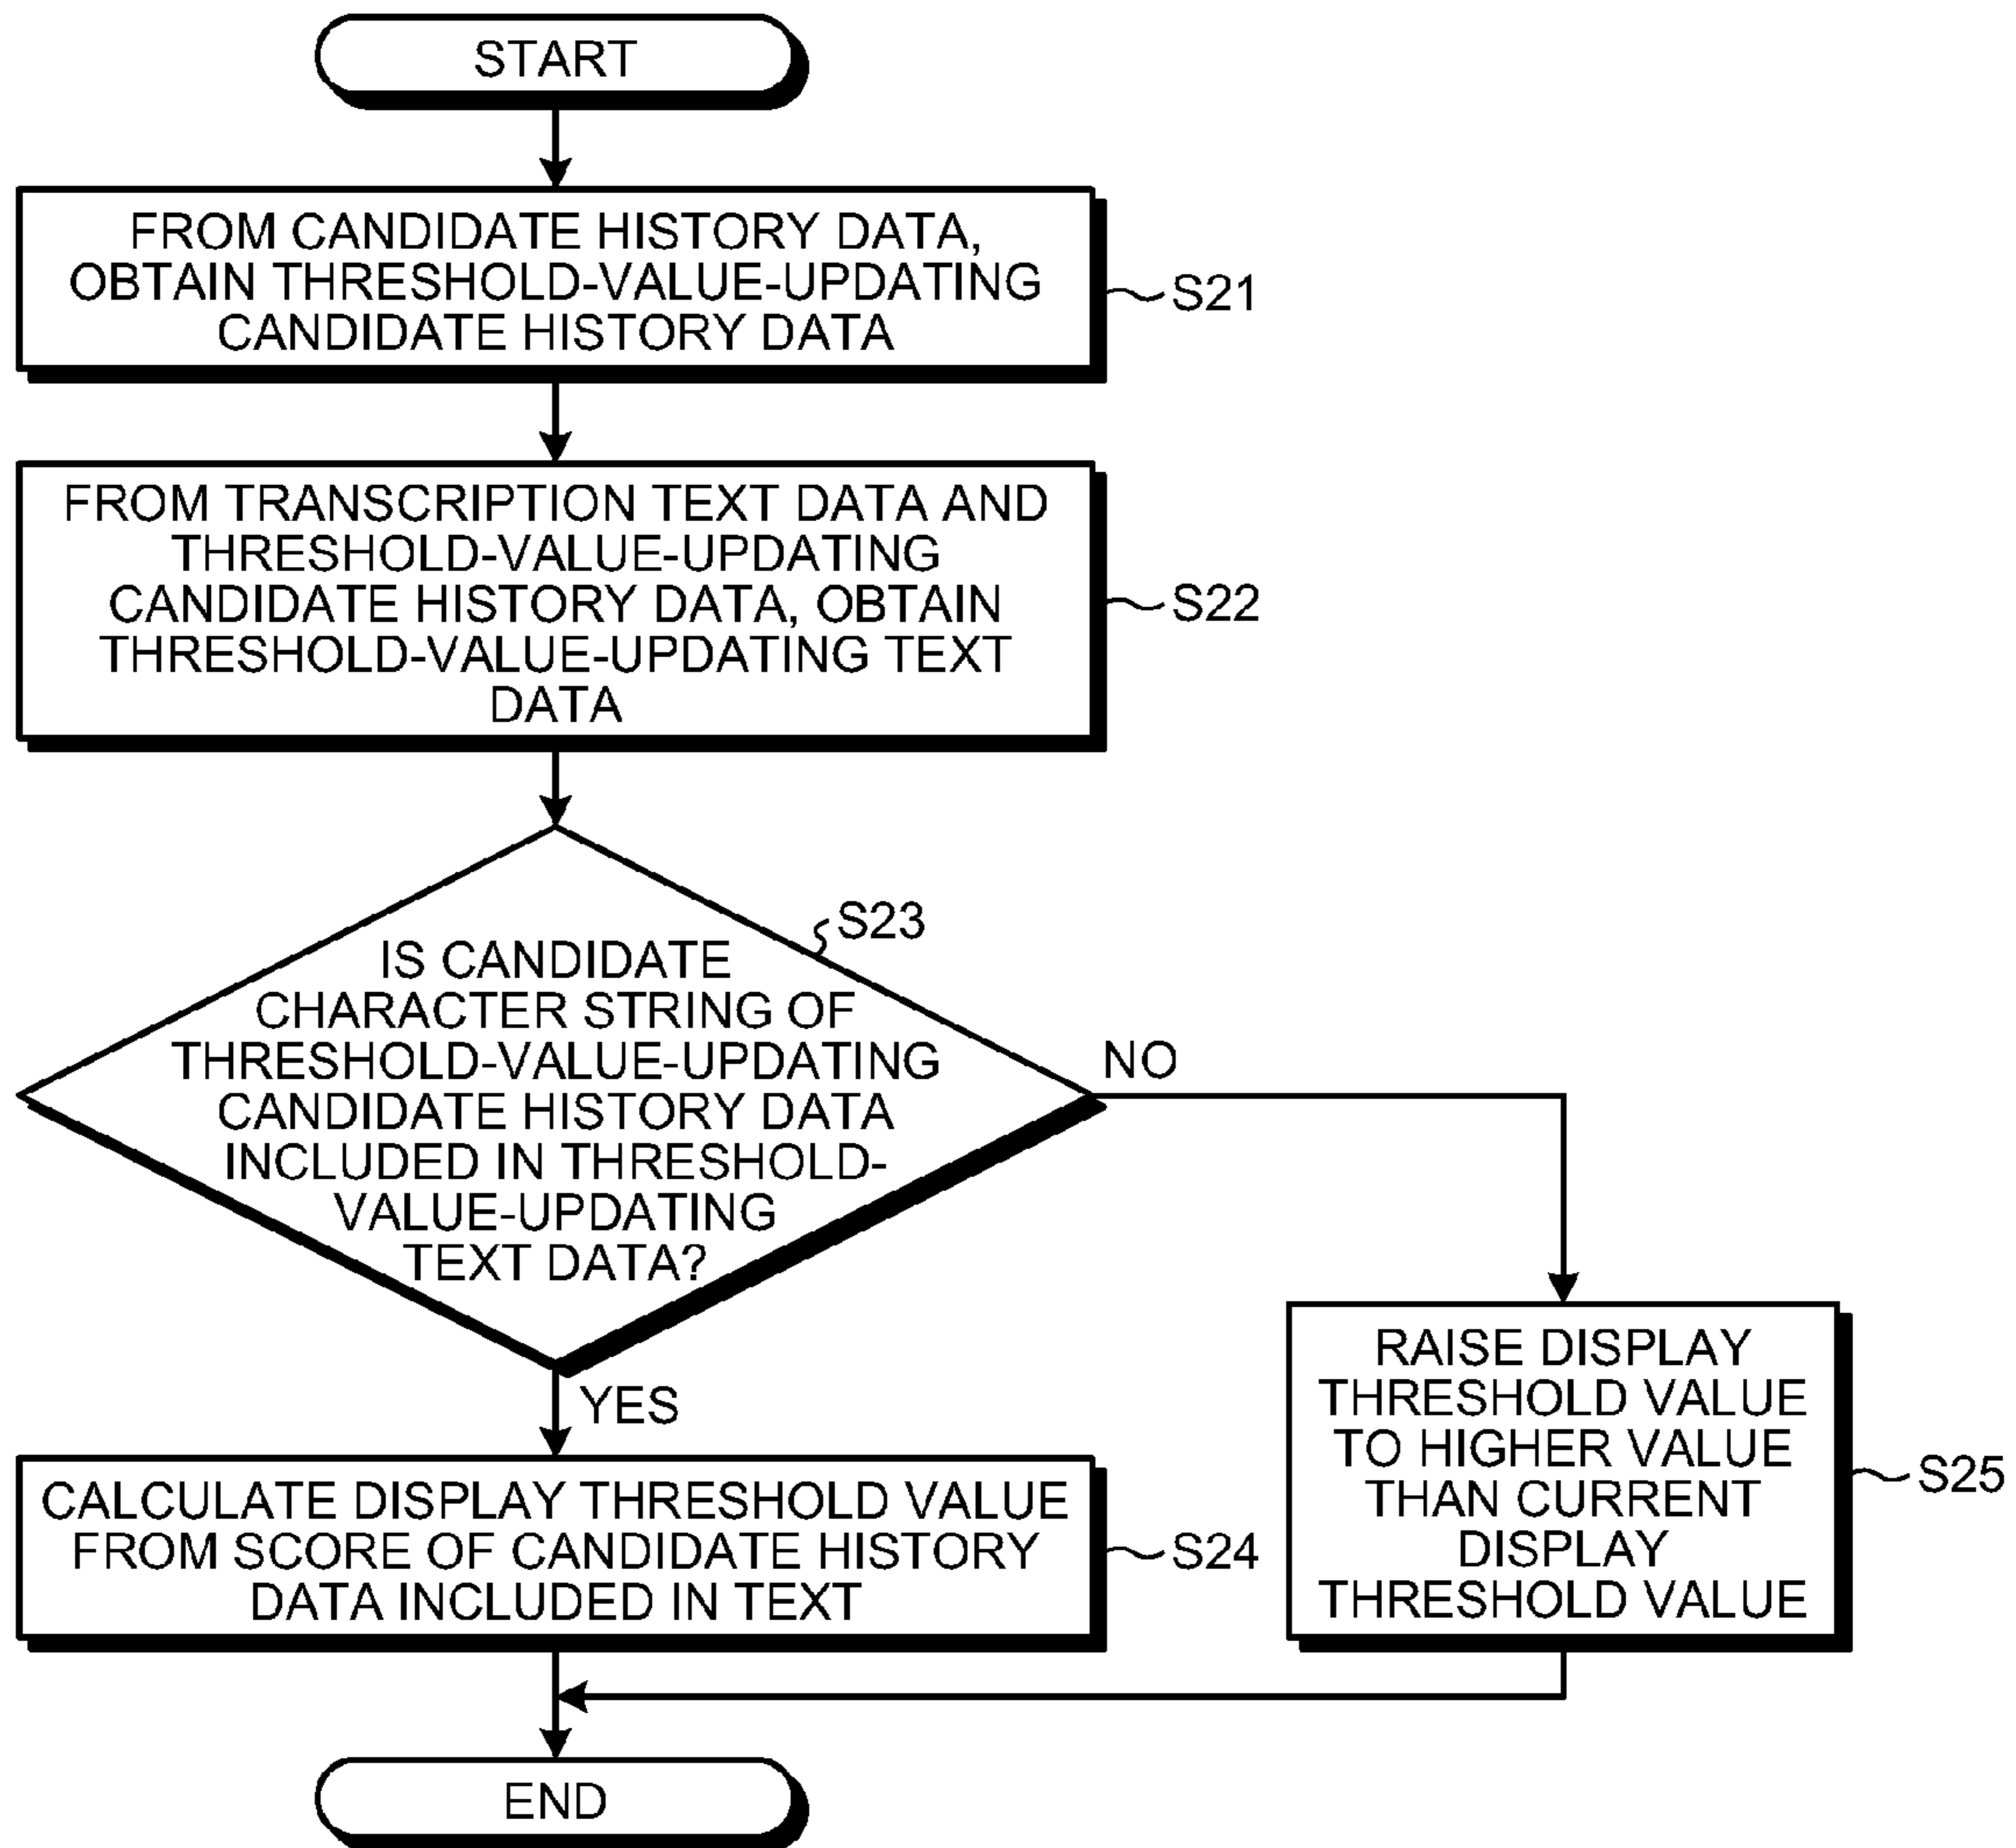 START
FROM CANDIDATE HISTORY DATA,
OBTAIN THRESHOLD-VALUE-UPDATING
CANDIDATE HISTORY DATA
S21
FROM TRANSCRIPTION TEXT DATA AND
THRESHOLD-VALUE-UPDATING
CANDIDATE HISTORY DATA, OBTAIN
THRESHOLD-VALUE-UPDATING TEXT
DATA
S22
S23
IS CANDIDATE
CHARACTER STRING OF
THRESHOLD-VALUE-UPDATING
CANDIDATE HISTORY DATA
INCLUDED IN THRESHOLD-
VALUE-UPDATING
TEXT DATA?
NO
YES
CALCULATE DISPLAY THRESHOLD VALUE
FROM SCORE OF CANDIDATE HISTORY
DATA INCLUDED IN TEXT
S24
RAISE DISPLAY
THRESHOLD VALUE
TO HIGHER VALUE
THAN CURRENT
DISPLAY
THRESHOLD VALUE
S25
END